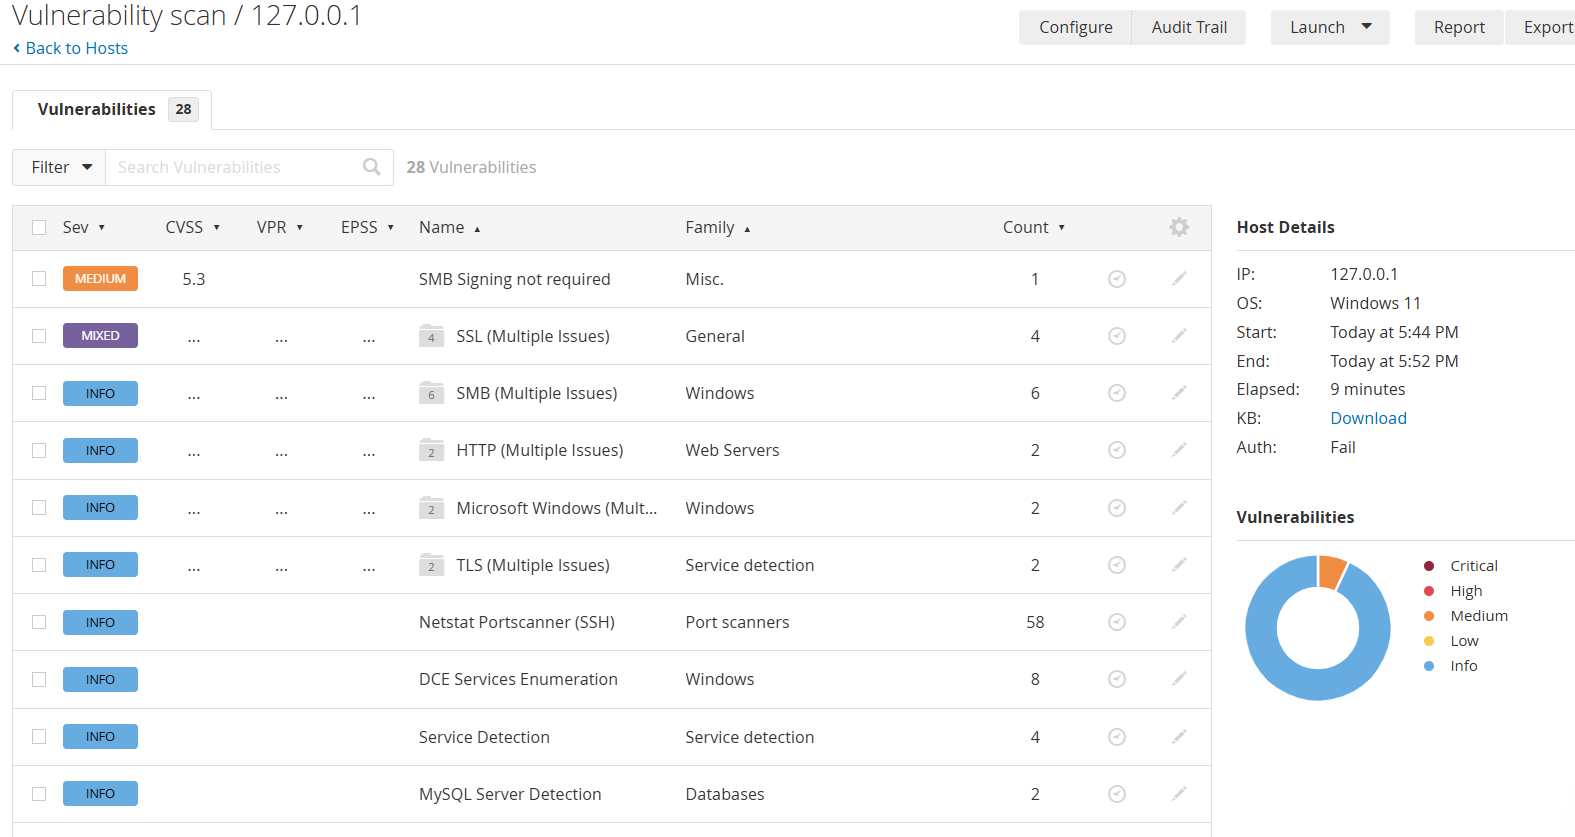 Vulnerability scan / 127.0.0.1
Back to Hosts
Configure Audit Trail Launch Report Export
Vulnerabilities 28
Filter Search Vulnerabilities 28 Vulnerabilities
Sev CVSS VPR EPSS Name Family Count
MEDIUM 5.3 SMB Signing not required Misc. 1
MIXED ... ... ... 4 SSL (Multiple Issues) General 4
INFO ... ... ... 6 SMB (Multiple Issues) Windows 6
INFO ... ... ... 2 HTTP (Multiple Issues) Web Servers 2
INFO ... ... ... 2 Microsoft Windows (Mult... Windows 2
INFO ... ... ... 2 TLS (Multiple Issues) Service detection 2
INFO Netstat Portscanner (SSH) Port scanners 58
INFO DCE Services Enumeration Windows 8
INFO Service Detection Service detection 4
INFO MySQL Server Detection Databases 2
Host Details
IP: 127.0.0.1
OS: Windows 11
Start: Today at 5:44 PM
End: Today at 5:52 PM
Elapsed: 9 minutes
KB: Download
Auth: Fail
Vulnerabilities
Critical
High
Medium
Low
Info